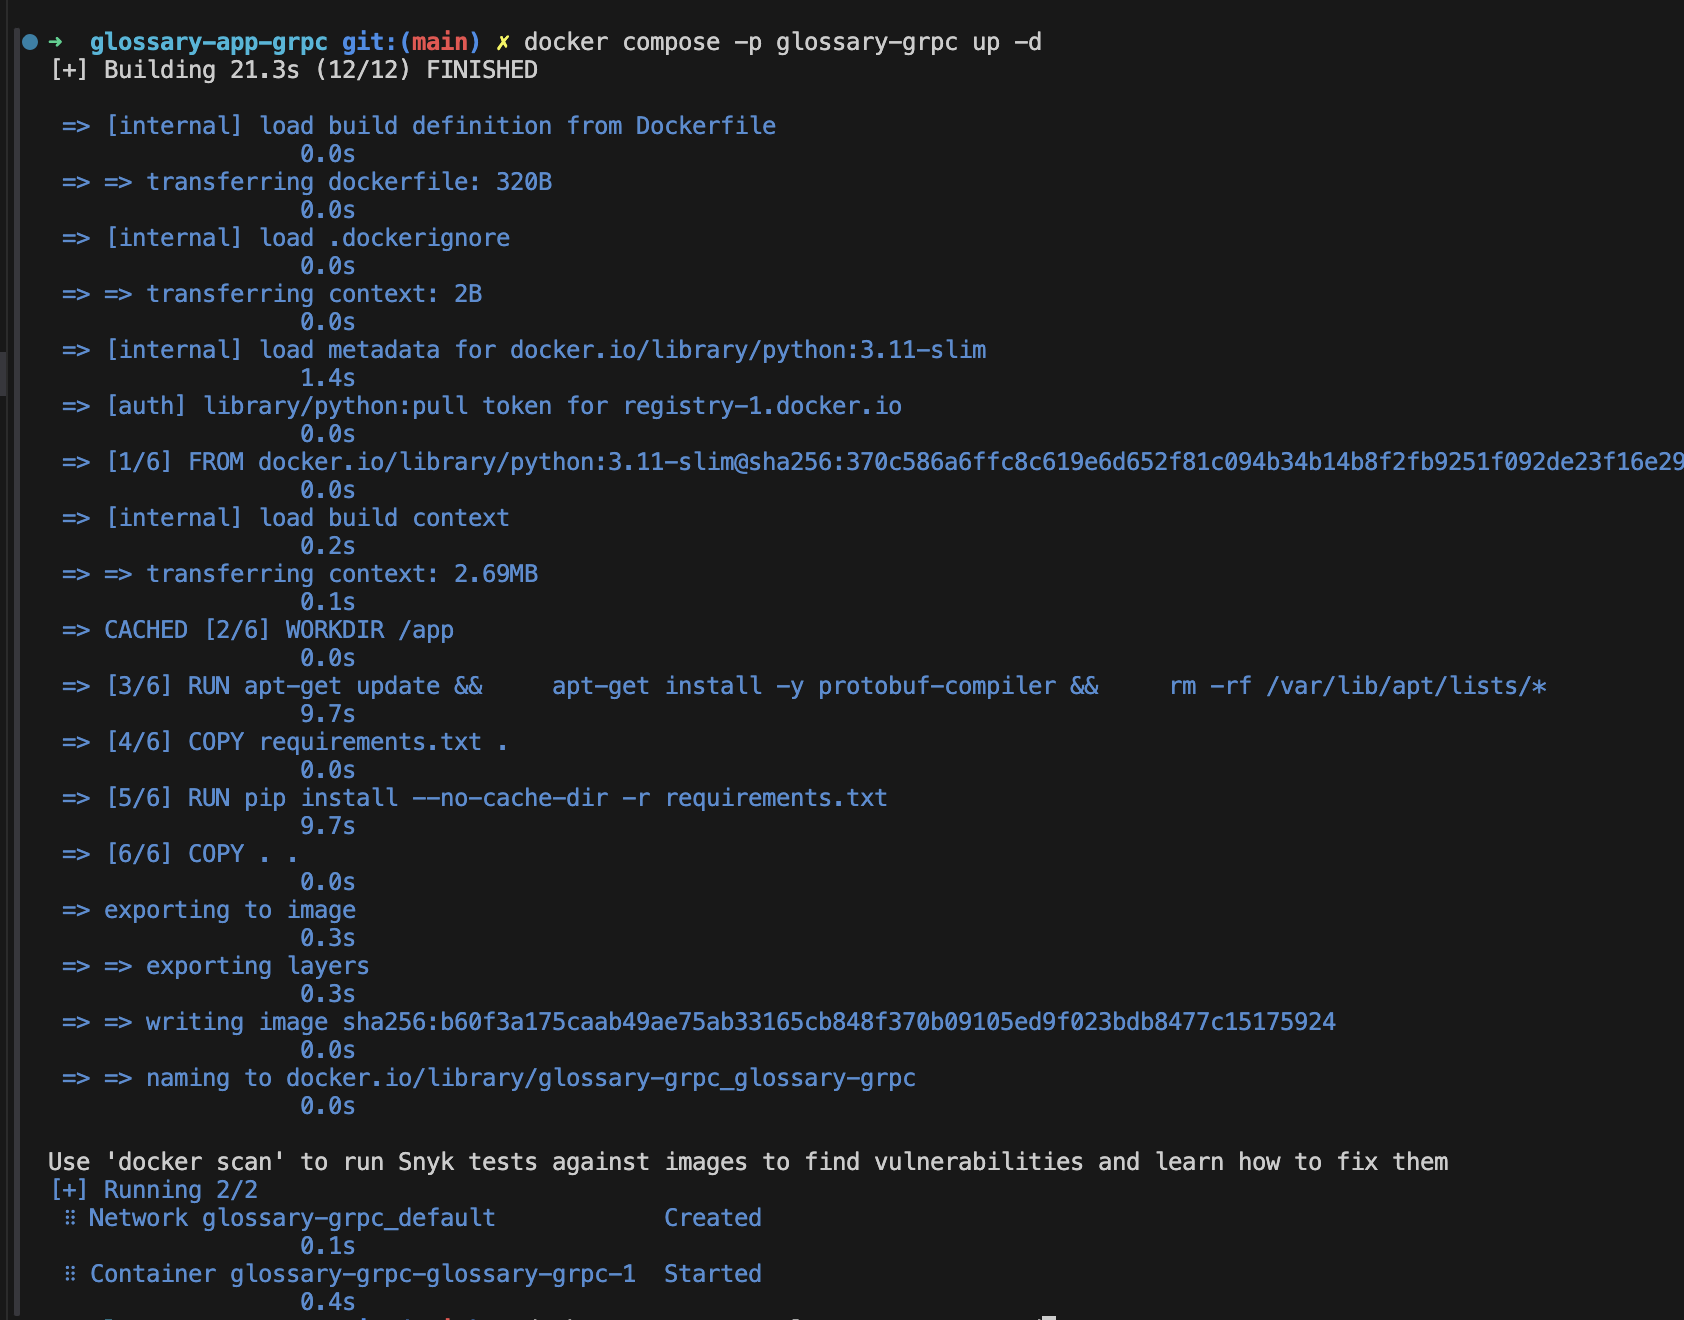 ➜  glossary-app-grpc git:(main) ✗ docker compose -p glossary-grpc up -d
[+] Building 21.3s (12/12) FINISHED
=> [internal] load build definition from Dockerfile
0.0s
=> => transferring dockerfile: 320B
0.0s
=> [internal] load .dockerignore
0.0s
=> => transferring context: 2B
0.0s
=> [internal] load metadata for docker.io/library/python:3.11-slim
1.4s
=> [auth] library/python:pull token for registry-1.docker.io
0.0s
=> [1/6] FROM docker.io/library/python:3.11-slim@sha256:370c586a6ffc8c619e6d652f81c094b34b14b8f2fb9251f092de23f16e29
0.0s
=> [internal] load build context
0.2s
=> => transferring context: 2.69MB
0.1s
=> CACHED [2/6] WORKDIR /app
0.0s
=> [3/6] RUN apt-get update &&     apt-get install -y protobuf-compiler &&     rm -rf /var/lib/apt/lists/*
9.7s
=> [4/6] COPY requirements.txt .
0.0s
=> [5/6] RUN pip install --no-cache-dir -r requirements.txt
9.7s
=> [6/6] COPY . .
0.0s
=> exporting to image
0.3s
=> => exporting layers
0.3s
=> => writing image sha256:b60f3a175caab49ae75ab33165cb848f370b09105ed9f023bdb8477c15175924
0.0s
=> => naming to docker.io/library/glossary-grpc_glossary-grpc
0.0s
Use 'docker scan' to run Snyk tests against images to find vulnerabilities and learn how to fix them
[+] Running 2/2
⠿ Network glossary-grpc_default            Created
0.1s
⠿ Container glossary-grpc-glossary-grpc-1  Started
0.4s